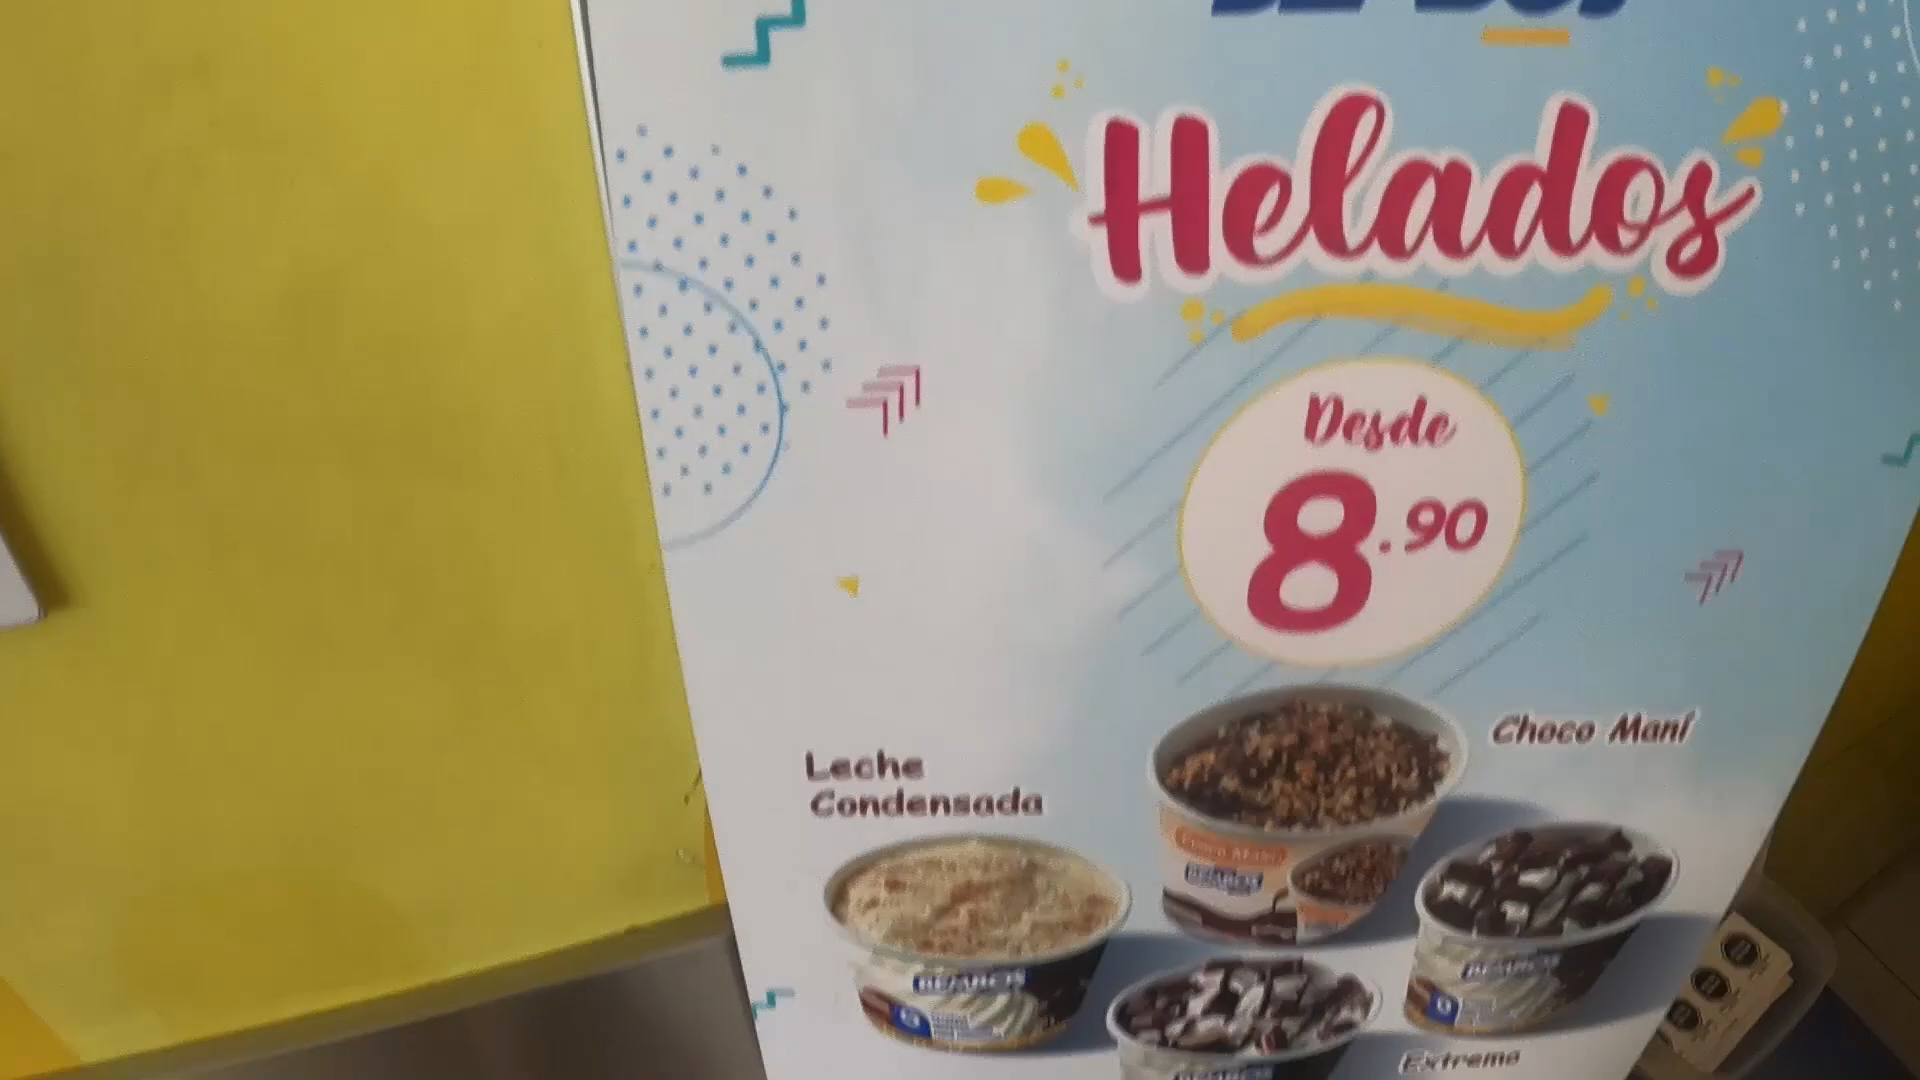 Helados
Desde
8.90
Choco Maní
Leche
Condensada
Extreme